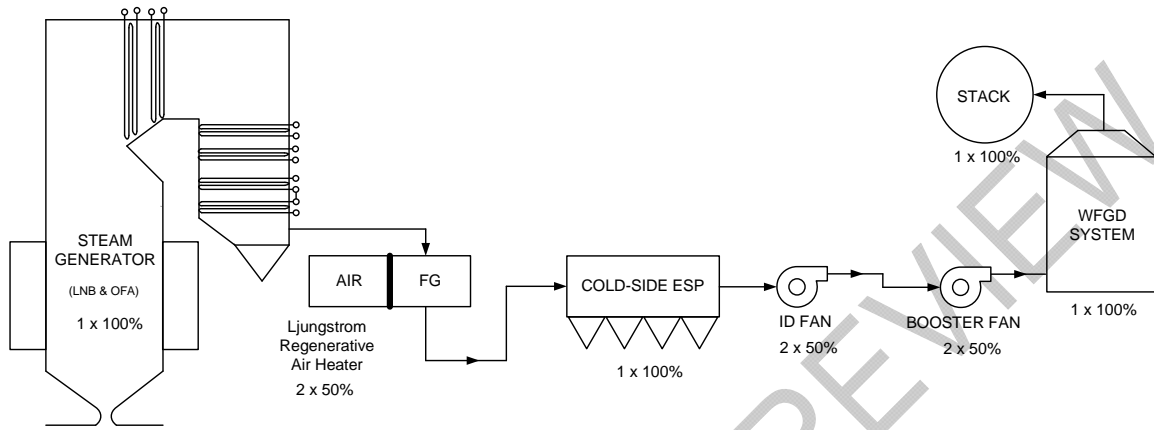 STEAM
GENERATOR
(LNB & OFA)
1 x 100%
AIR
FG
Ljungstrom
Regenerative
Air Heater
2 x 50%
COLD-SIDE ESP
1 x 100%
ID FAN
2 x 50%
BOOSTER FAN
2 x 50%
STACK
1 x 100%
WFGD
SYSTEM
1 x 100%
REVIEW